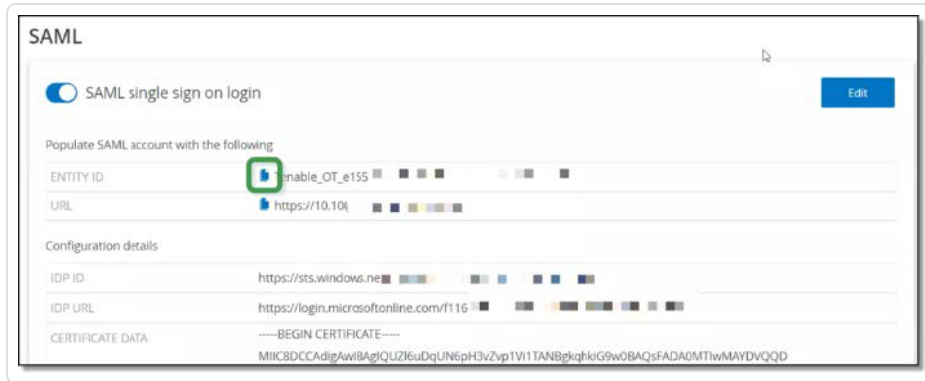 SAML
SAML single sign on login
Edit
Populate SAML account with the following
ENTITY ID Tenable_OT_e155
URL https://10.10
Configuration details
IDP ID https://sts.windows.ne
IDP URL https://login.microsoftonline.com/f116
CERTIFICATE DATA -----BEGIN CERTIFICATE-----
MIIC8DCCAdigAwIBAgIQUZl6uDqUN6pH3vZvp1Vi1TANBgkqhkiG9w0BAQsFADA0MTIwMAYDVQQD